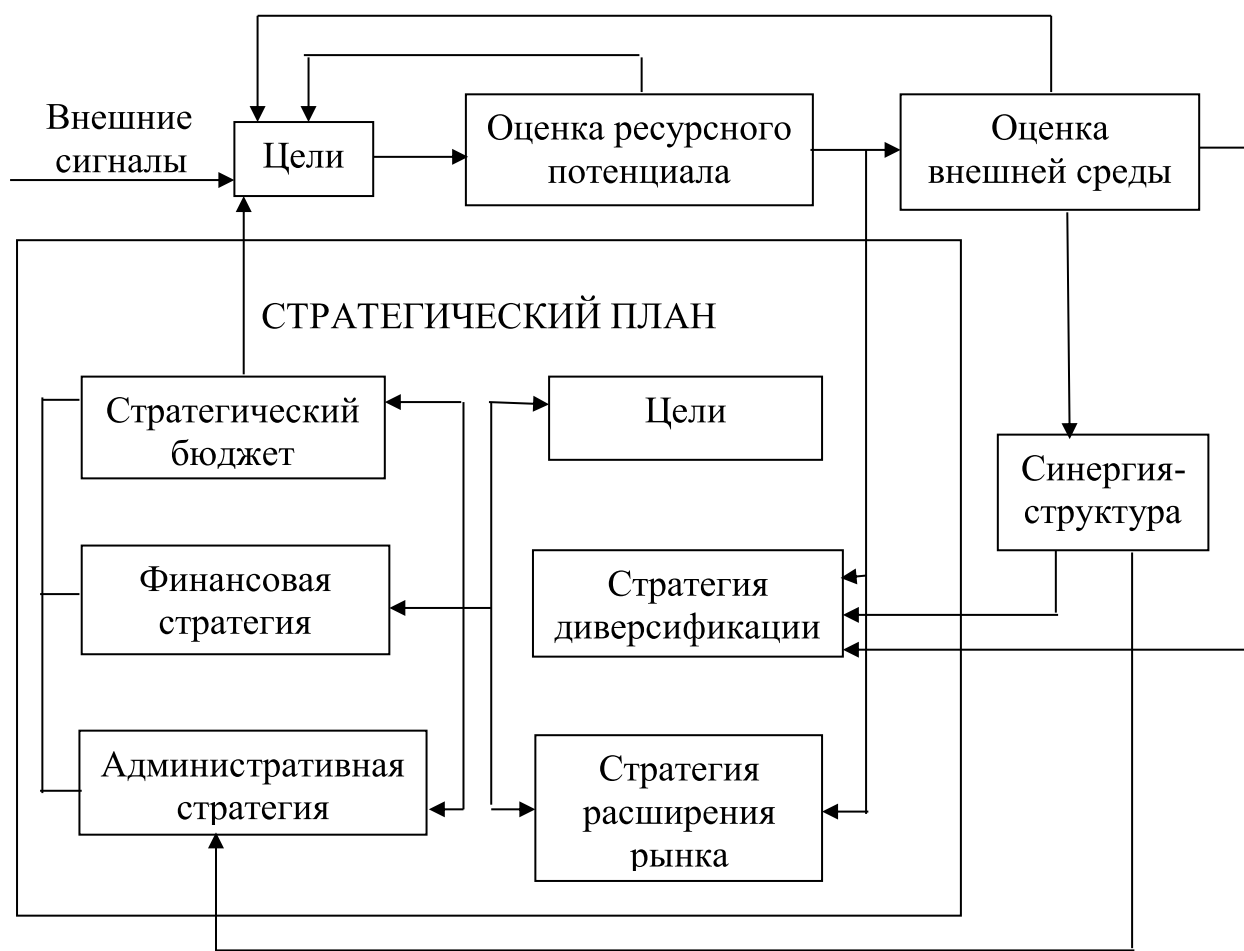 Внешние
сигналы
Цели
Оценка ресурсного
потенциала
Оценка
внешней среды
СТРАТЕГИЧЕСКИЙ ПЛАН
Стратегический
бюджет
Цели
Синергия-
структура
Финансовая
стратегия
Стратегия
диверсификации
Административная
стратегия
Стратегия
расширения
рынка